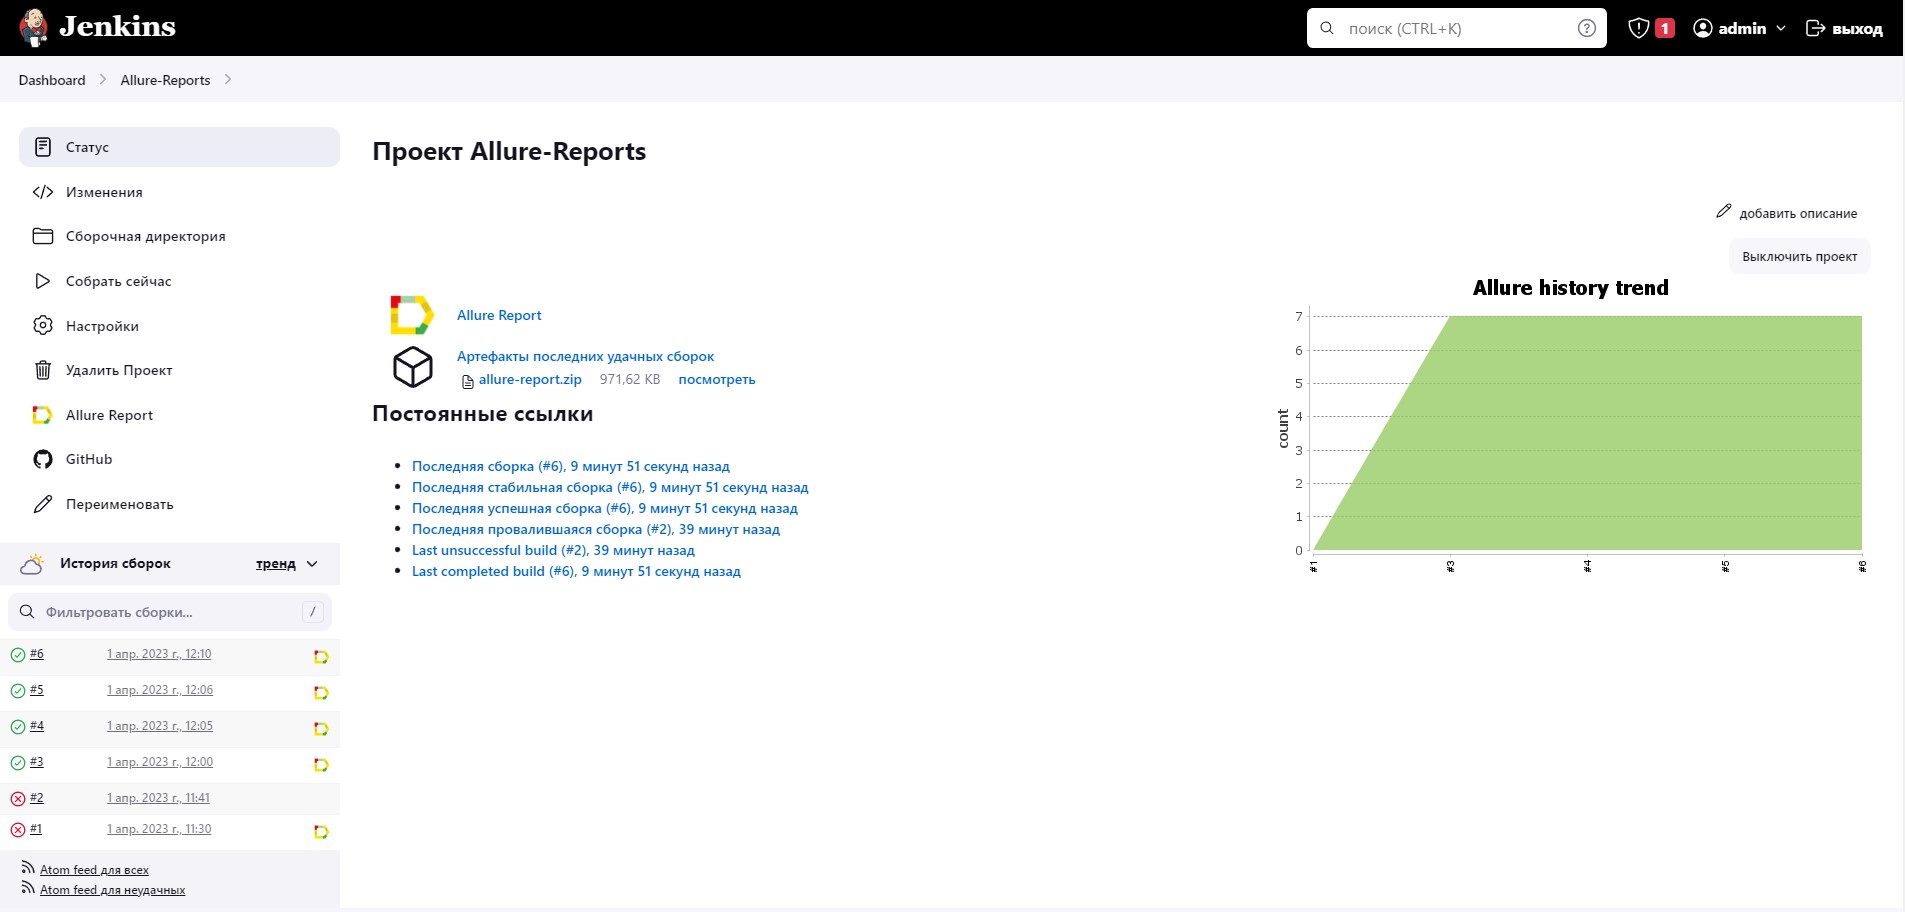 Jenkins
поиск (CTRL+K)
1
admin
выход
Dashboard
Allure-Reports
Статус
Изменения
Сборочная директория
Собрать сейчас
Настройки
Удалить Проект
Allure Report
GitHub
Переименовать
История сборок тренд
Фильтровать сборки... /
#6 1 апр. 2023 г., 12:10
#5 1 апр. 2023 г., 12:06
#4 1 апр. 2023 г., 12:05
#3 1 апр. 2023 г., 12:00
#2 1 апр. 2023 г., 11:41
#1 1 апр. 2023 г., 11:30
Atom feed для всех
Atom feed для неудачных
Проект Allure-Reports
добавить описание
Выключить проект
Allure Report
Артефакты последних удачных сборок
allure-report.zip 971,62 KB посмотреть
Постоянные ссылки
Последняя сборка (#6), 9 минут 51 секунд назад
Последняя стабильная сборка (#6), 9 минут 51 секунд назад
Последняя успешная сборка (#6), 9 минут 51 секунд назад
Последняя провалившаяся сборка (#2), 39 минут назад
Last unsuccessful build (#2), 39 минут назад
Last completed build (#6), 9 минут 51 секунд назад
Allure history trend
7
6
5
4
3
2
1
0
count
#1 #3 #4 #5 #6